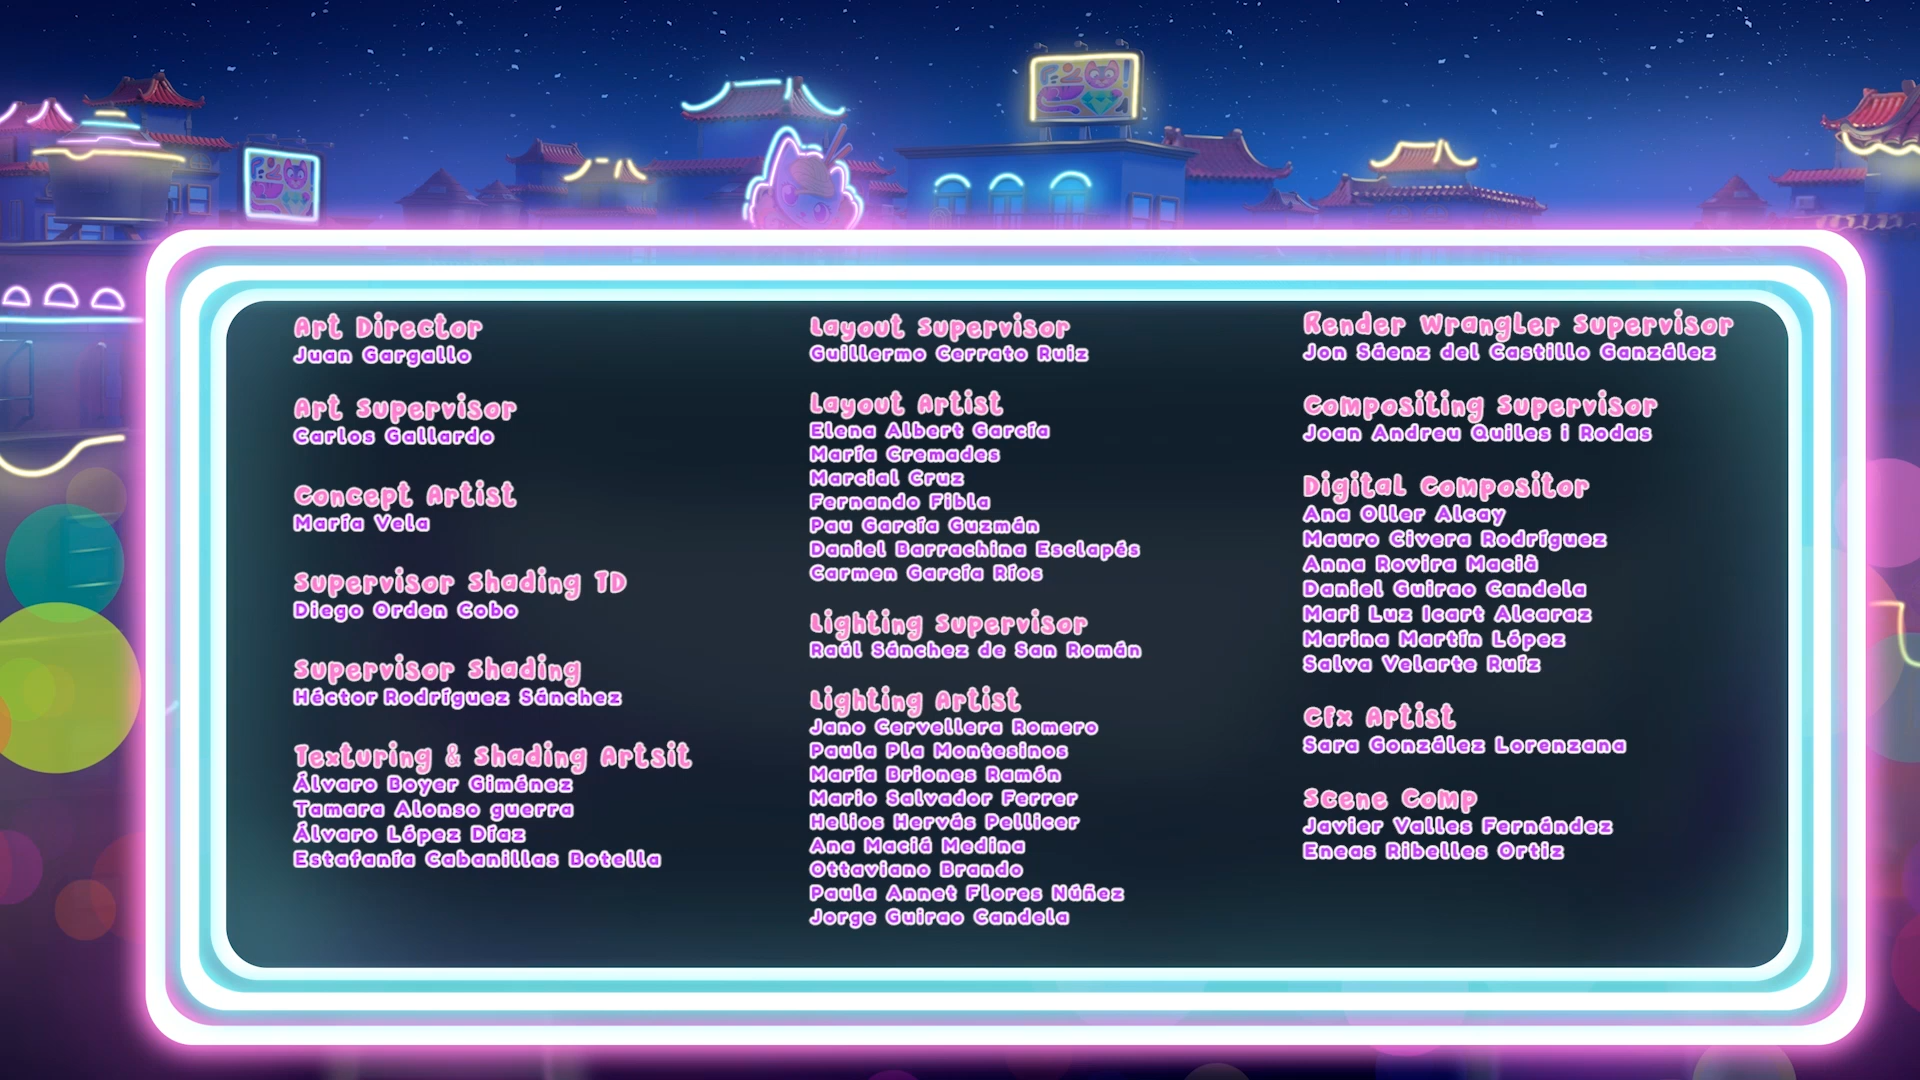 Art Director
Juan Gargallo
Art Supervisor
Carlos Gallardo
Concept Artist
María Vela
Supervisor Shading TD
Diego Orden Cobo
Supervisor Shading
Héctor Rodríguez Sánchez
Texturing & Shading Artsit
Álvaro Boyer Giménez
Tamara Alonso guerra
Álvaro López Díaz
Estafanía Cabanillas Botella
Layout Supervisor
Guillermo Cerrato Ruiz
Layout Artist
Elena Albert García
María Cremades
Marcial Cruz
Fernando Fibla
Pau García Guzmán
Daniel Barrachina Esclapés
Carmen García Ríos
Lighting Supervisor
Raúl Sánchez de San Román
Lighting Artist
Jano Cervellera Romero
Paula Pla Montesinos
María Briones Ramón
Mario Salvador Ferrer
Helios Hervás Pellicer
Ana Maciá Medina
Ottaviano Brando
Paula Annet Flores Núñez
Jorge Guirao Candela
Render Wrangler Supervisor
Jon Sáenz del Castillo Ganzález
Compositing Supervisor
Joan Andreu Quiles i Rodas
Digital Compositor
Ana Oller Alcay
Mauro Civera Rodríguez
Anna Rovira Macià
Daniel Guirao Candela
Mari Luz Icart Alcaraz
Marina Martín López
Salva Velarte Ruíz
Cfx Artist
Sara González Lorenzana
Scene Comp
Javier Valles Fernández
Eneas Ribelles Ortiz